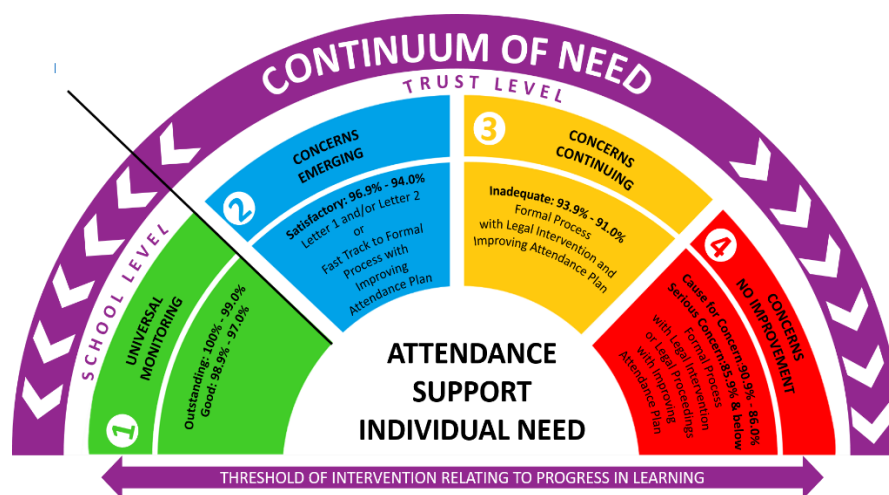 CONTINUUM OF NEED
TRUST LEVEL
SCHOOL LEVEL
1
UNIVERSAL
MONITORING
Outstanding: 100% - 99.0%
Good: 98.9% - 97.0%
2
CONCERNS
EMERGING
Satisfactory: 96.9% - 94.0%
Letter 1 and/or Letter 2
or
Fast Track to Formal
Process with
Improving
Attendance Plan
3
CONCERNS
CONTINUING
Inadequate: 93.9% - 91.0%
Formal Process
with Legal Intervention and
Improving Attendance Plan
4
CONCERNS
NO IMPROVEMENT
Cause for Concern:90.9% - 86.0%
Serious Concern:85.9% & below
Formal Process
with Legal Intervention
or Legal Proceedings
with Improving
Attendance Plan
ATTENDANCE
SUPPORT
INDIVIDUAL NEED
THRESHOLD OF INTERVENTION RELATING TO PROGRESS IN LEARNING